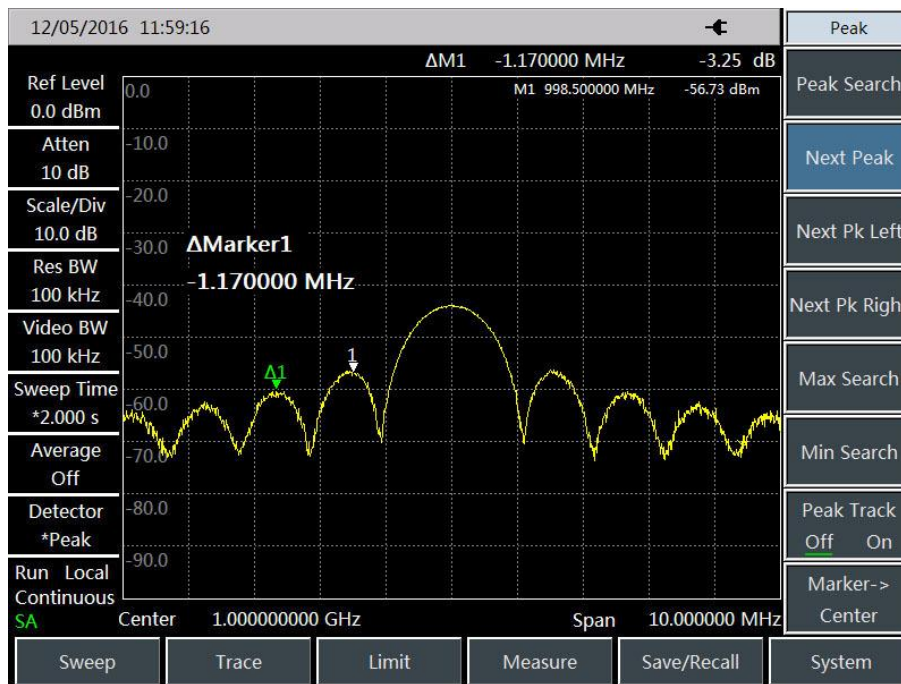 12/05/2016 11:59:16
Peak
ΔM1 -1.170000 MHz -3.25 dB
M1 998.500000 MHz -56.73 dBm
Ref Level
0.0 dBm
Atten
10 dB
Scale/Div
10.0 dB
Res BW
100 kHz
Video BW
100 kHz
Sweep Time
*2.000 s
Average
Off
Detector
*Peak
Run Local
Continuous
SA
0.0
-10.0
-20.0
-30.0
-40.0
-50.0
-60.0
-70.0
-80.0
-90.0
ΔMarker1
-1.170000 MHz
Δ1
1
Center 1.000000000 GHz Span 10.000000 MHz
Peak Search
Next Peak
Next Pk Left
Next Pk Righ
Max Search
Min Search
Peak Track
Off On
Marker->
Center
Sweep Trace Limit Measure Save/Recall System